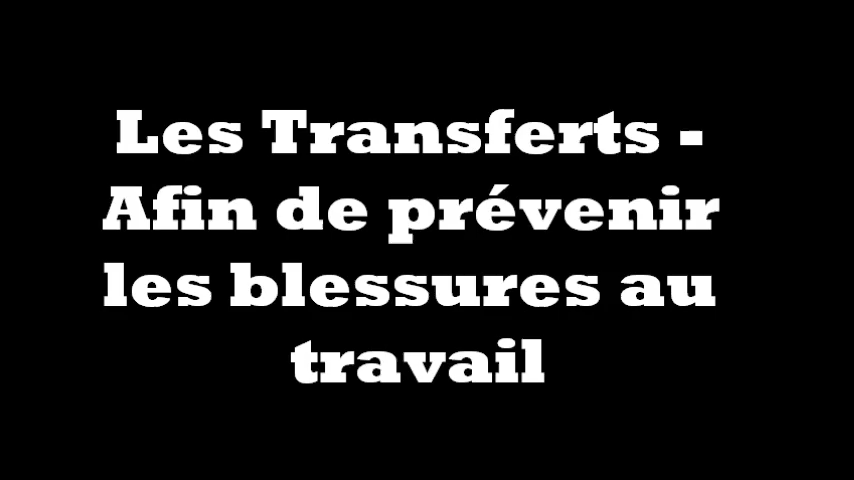 Les Transferts -
Afin de prévenir
les blessures au
travail